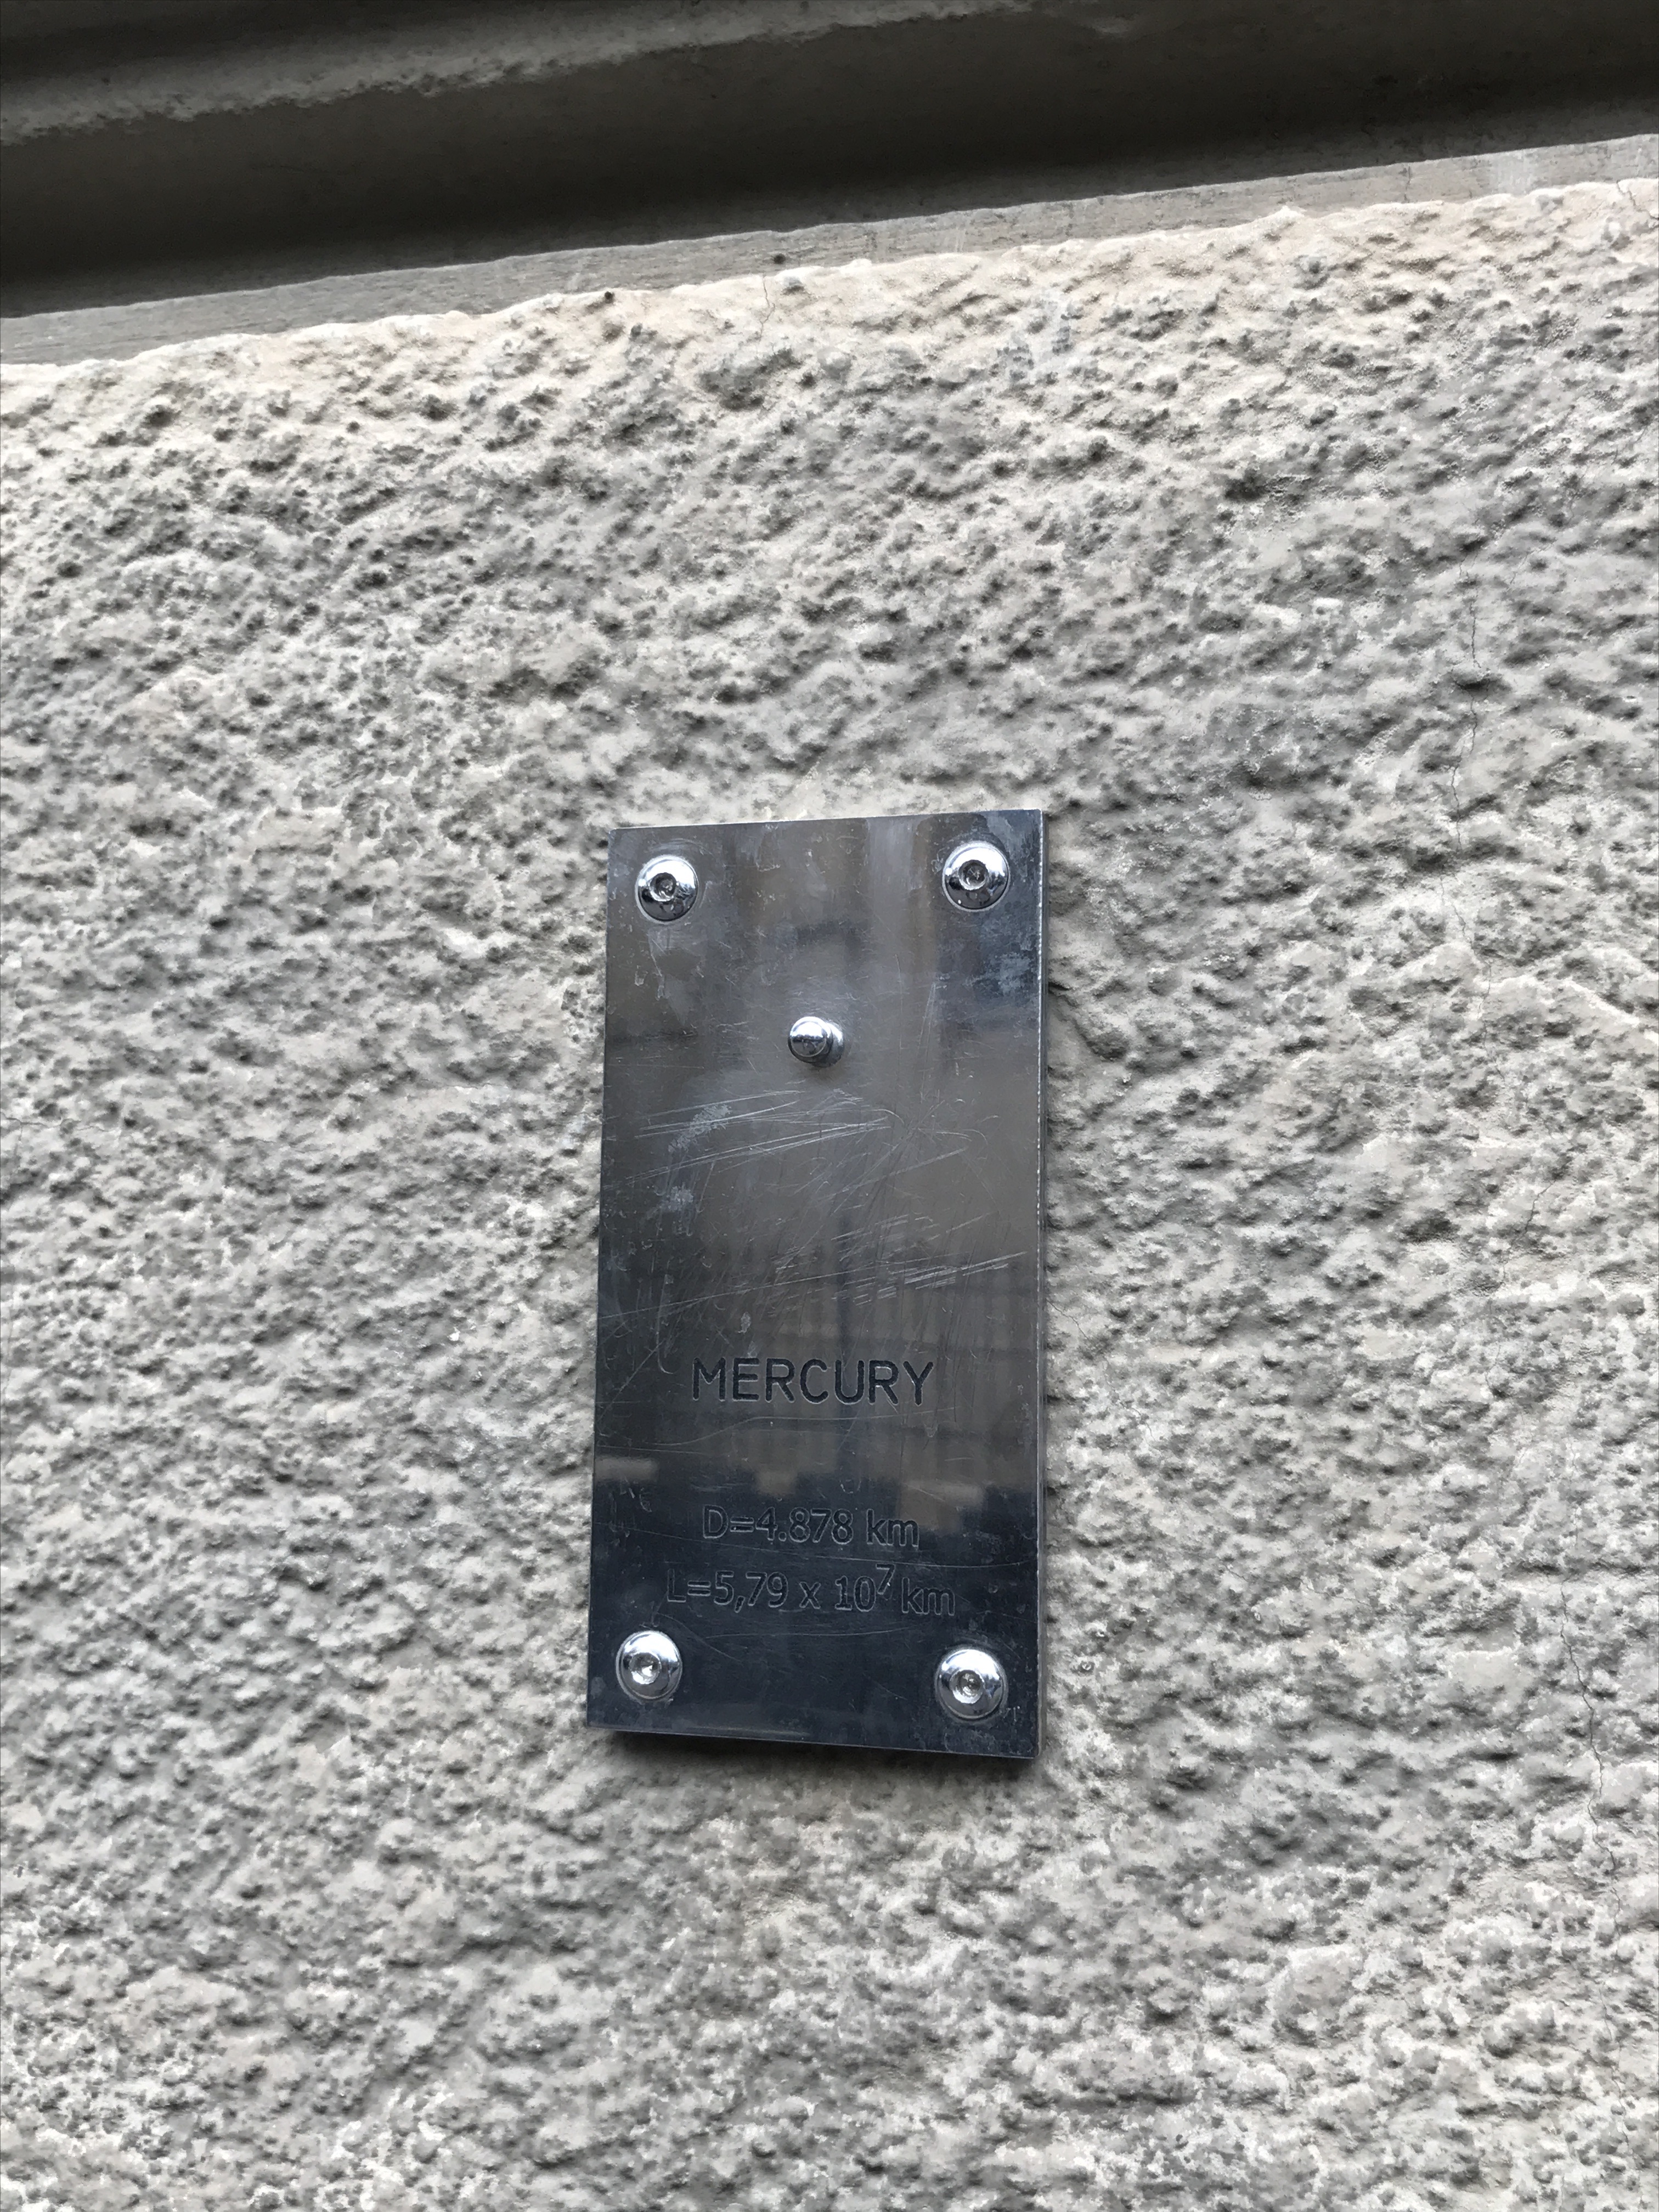 MERCURY
D=4.878 km
L=5,79 x 10⁷ km